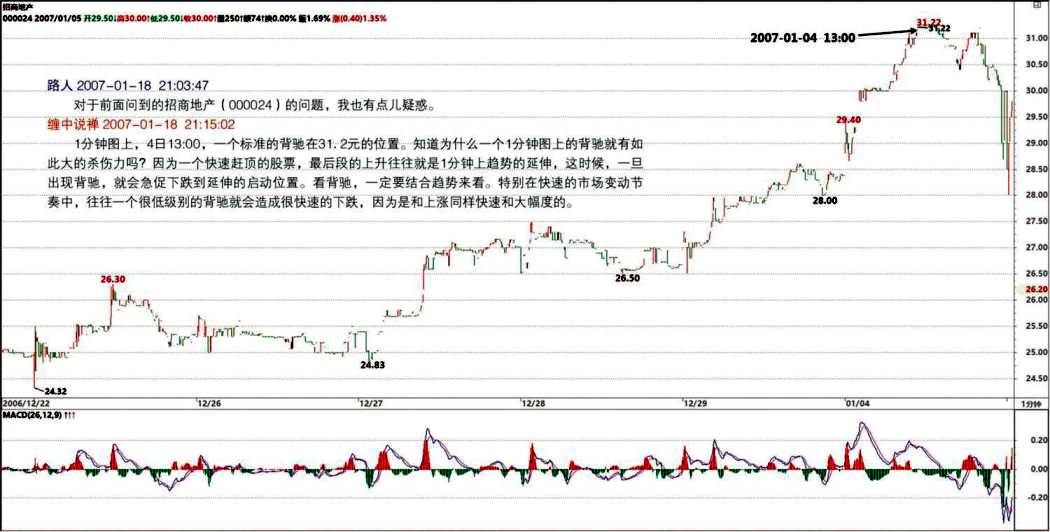 招商地产
000024 2007/01/05 开29.50↓高30.00↑低29.50↓收30.00↑量250↑额74↑换0.00% 幅1.69% 涨(0.40)1.35%
31.22
31.22
2007-01-04 13:00
路人 2007-01-18 21:03:47
对于前面问到的招商地产(000024)的问题,我也有点儿疑惑。
缠中说禅 2007-01-18 21:15:02
1分钟图上,4日13:00,一个标准的背驰在31.2元的位置。知道为什么一个1分钟图上的背驰就有如
此大的杀伤力吗?因为一个快速赶顶的股票,最后段的上升往往就是1分钟上趋势的延伸,这时候,一旦
出现背驰,就会急促下跌到延伸的启动位置。看背驰,一定要结合趋势来看。特别在快速的市场变动节
奏中,往往一个很低级别的背驰就会造成很快速的下跌,因为是和上涨同样快速和大幅度的。
29.40
28.00
26.50
26.30
24.83
24.32
31.00
30.50
30.00
29.50
29.00
28.50
28.00
27.50
27.00
26.50
26.20
26.00
25.50
25.00
24.50
2006/12/22 12/26 12/27 12/28 12/29 01/04 1分钟
MACD(26,12,9) ↑↑↑
0.20
0.00
-0.20